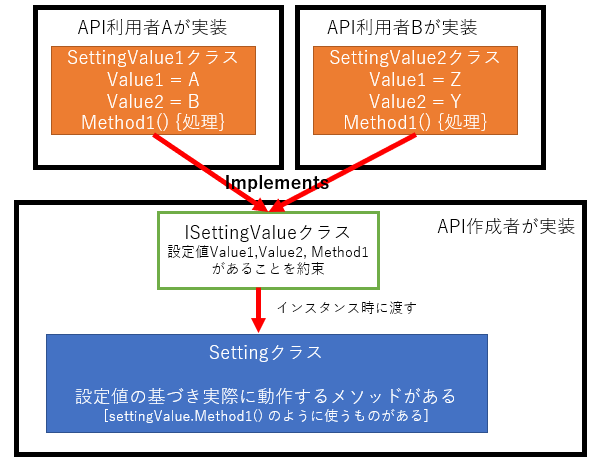 API利用者Aが実装
SettingValue1クラス
Value1 = A
Value2 = B
Method1() {処理}
API利用者Bが実装
SettingValue2クラス
Value1 = Z
Value2 = Y
Method1() {処理}
Implements
API作成者が実装
ISettingValueクラス
設定値Value1,Value2, Method1
があることを約束
インスタンス時に渡す
Settingクラス
設定値の基づき実際に動作するメソッドがある
[settingValue.Method1() のように使うものがある]